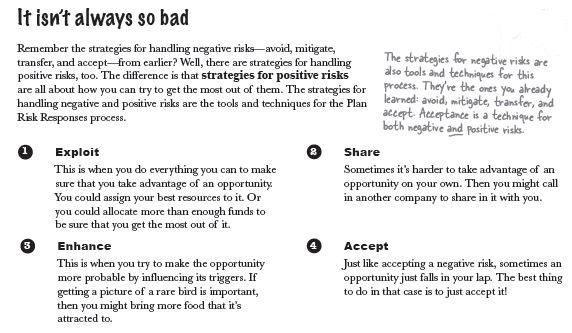 It isn't always so bad
Remember the strategies for handling negative risks—avoid, mitigate,
transfer, and accept—from earlier? Well, there are strategies for handling
positive risks, too. The difference is that strategies for positive risks
are all about how you can try to get the most out of them. The strategies for
handling negative and positive risks are the tools and techniques for the Plan
Risk Responses process.
The strategies for negative risks are
also tools and techniques for this
process. They're the ones you already
learned: avoid, mitigate, transfer, and
accept. Acceptance is a technique for
both negative and positive risks.
1 Exploit
This is when you do everything you can to make
sure that you take advantage of an opportunity.
You could assign your best resources to it. Or
you could allocate more than enough funds to
be sure that you get the most out of it.
2 Share
Sometimes it's harder to take advantage of an
opportunity on your own. Then you might call
in another company to share in it with you.
3 Enhance
This is when you try to make the opportunity
more probable by influencing its triggers. If
getting a picture of a rare bird is important,
then you might bring more food that it's
attracted to.
4 Accept
Just like accepting a negative risk, sometimes an
opportunity just falls in your lap. The best thing
to do in that case is to just accept it!